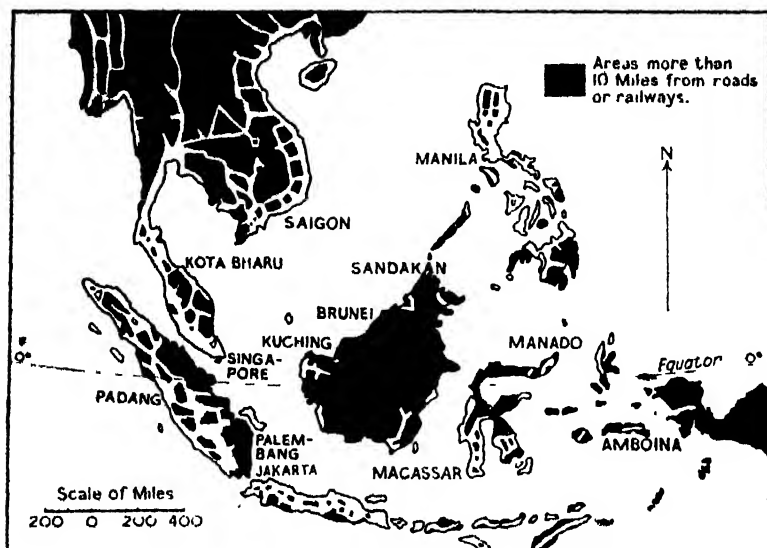 Areas more than
10 Miles from roads
or railways.
N
MANILA
SAIGON
KOTA BHARU
SANDAKAN
BRUNEI
KUCHING
MANADO
SINGA-
PORE
0°
Equator
0°
PADANG
PALEM-
BANG
JAKARTA
MACASSAR
AMBOINA
Scale of Miles
200 0 200 400